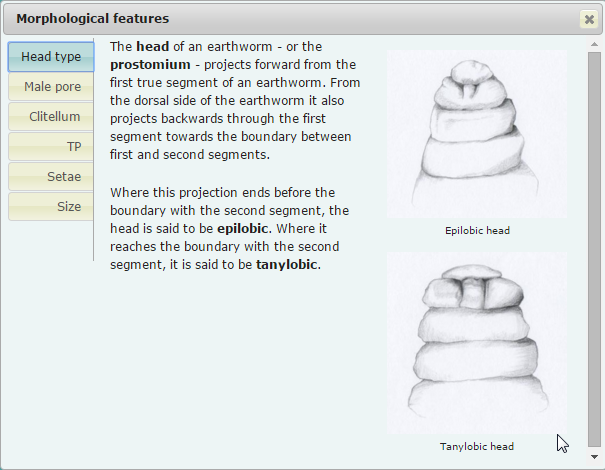 Morphological features
Head type
Male pore
Clitellum
TP
Setae
Size
The head of an earthworm - or the
prostomium - projects forward from the
first true segment of an earthworm. From
the dorsal side of the earthworm it also
projects backwards through the first
segment towards the boundary between
first and second segments.
Where this projection ends before the
boundary with the second segment, the
head is said to be epilobic. Where it
reaches the boundary with the second
segment, it is said to be tanylobic.
Epilobic head
Tanylobic head